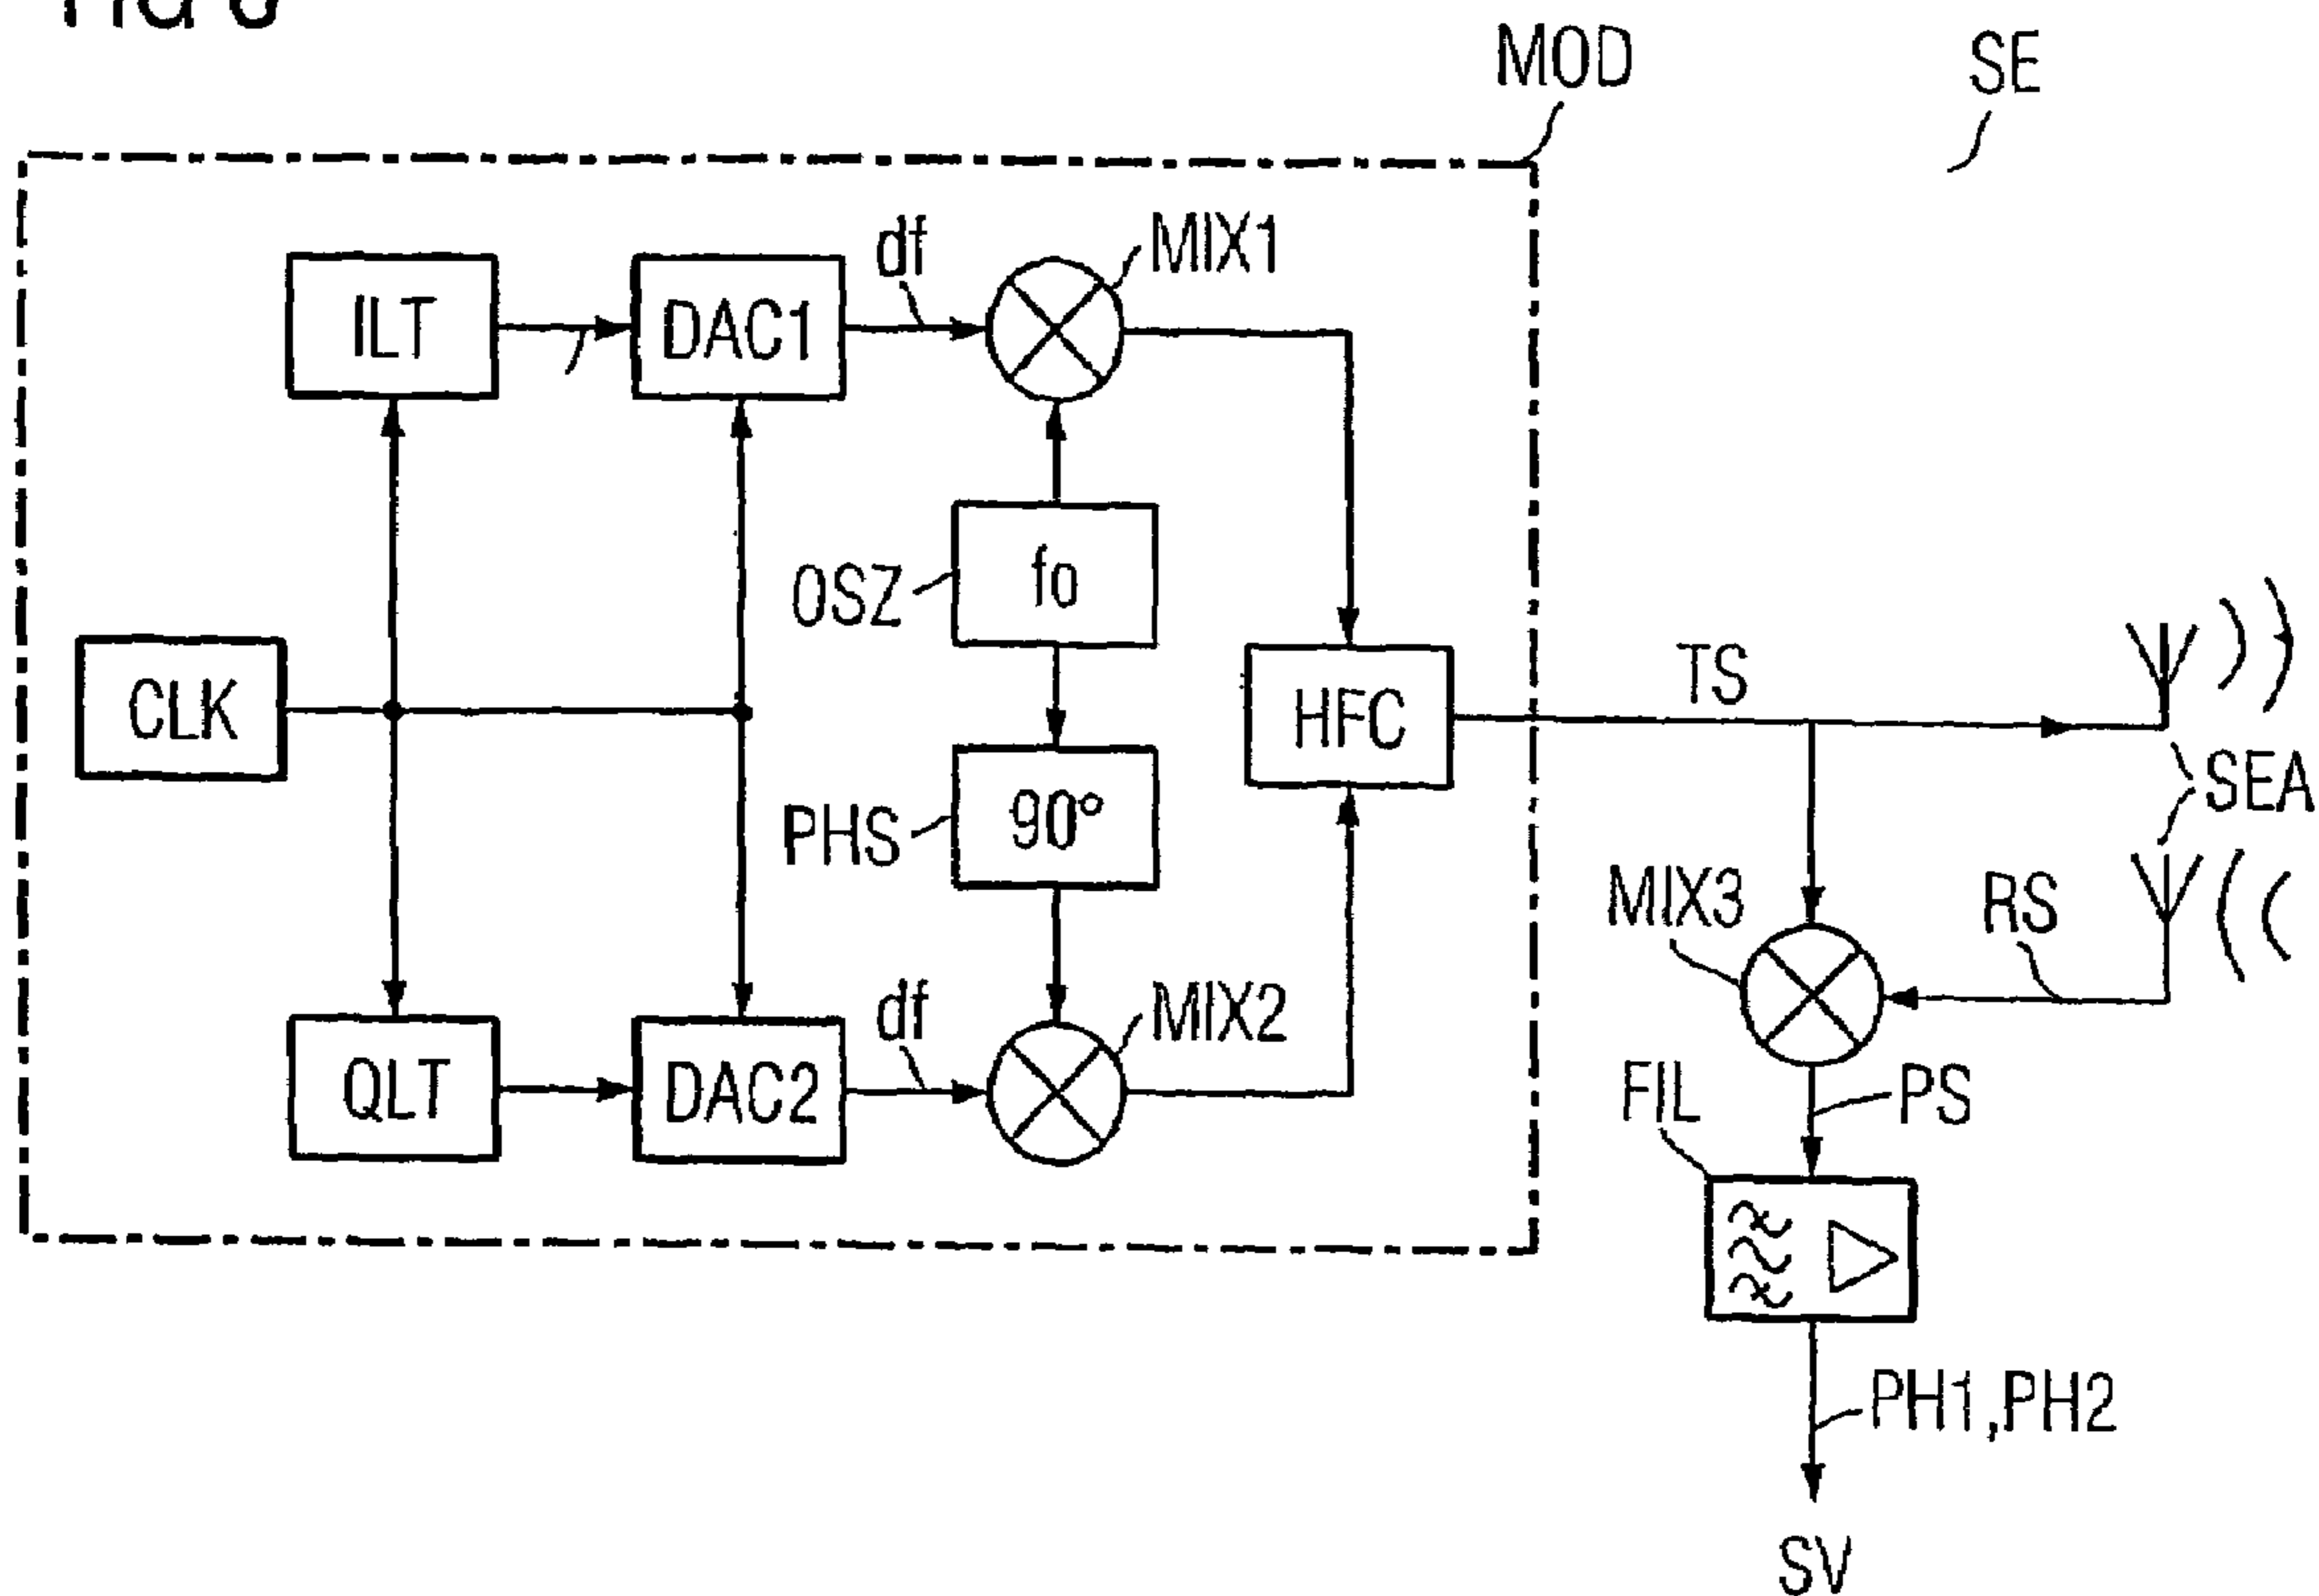 MOD
SE
df
MIX1
ILT
DAC1
OSZ
fo
CLK
HFC
TS
PHS
90°
SEA
MIX3
RS
df
MIX2
QLT
DAC2
FIL
PS
PH1,PH2
SV